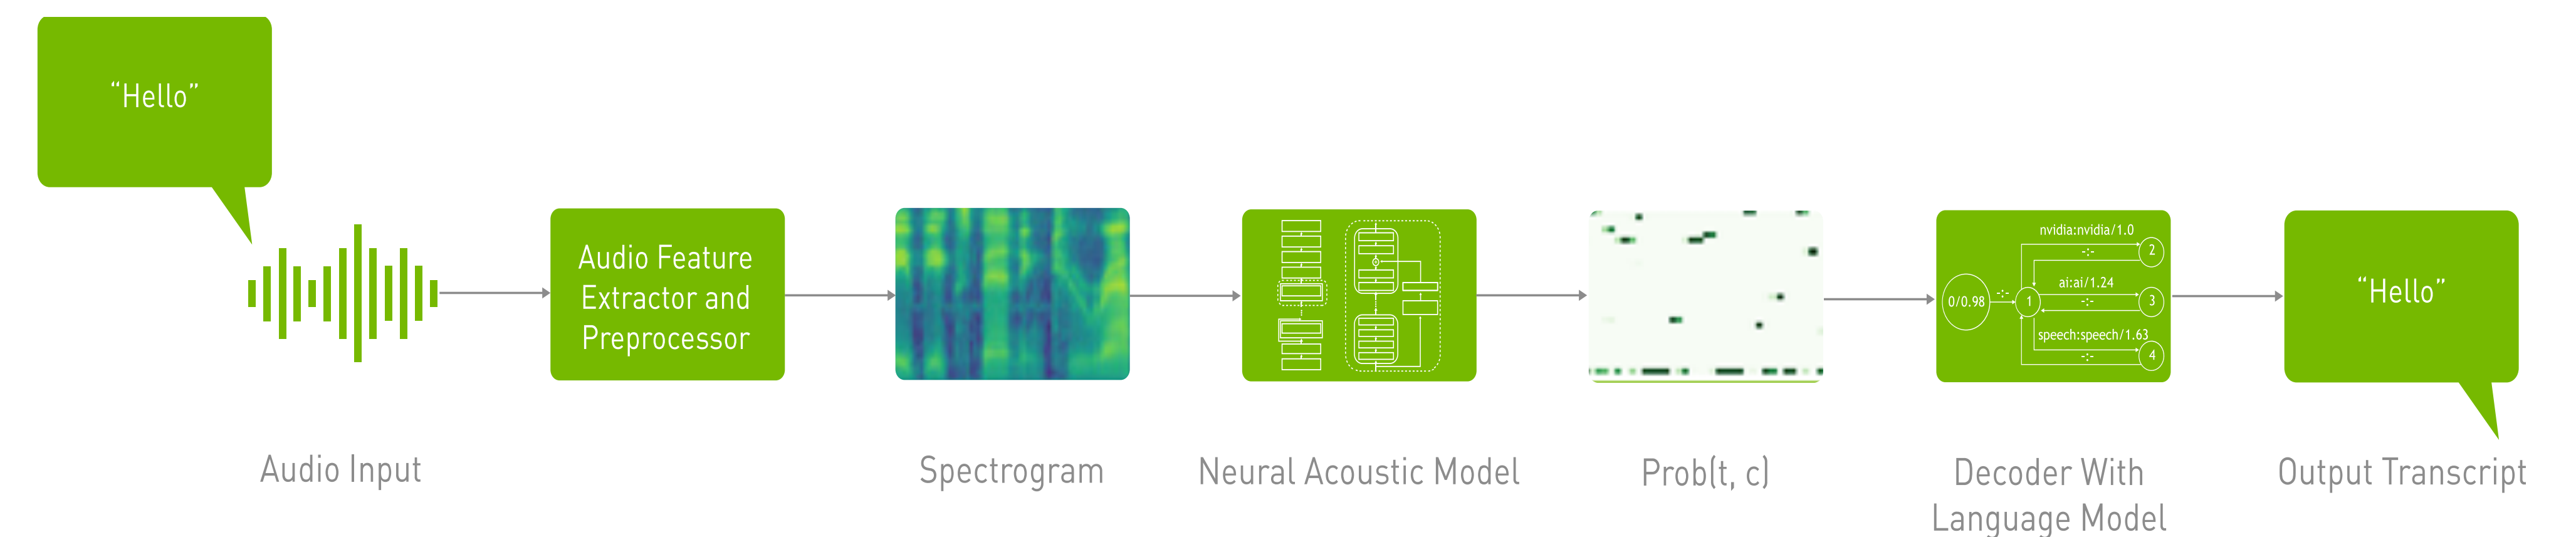 “Hello”
Audio Feature
Extractor and
Preprocessor
nvidia:nvidia/1.0
-:-
2
ai:ai/1.24
0/0.98
-:-
1
-:-
3
speech:speech/1.63
-:-
4
“Hello”
Audio Input
Spectrogram
Neural Acoustic Model
Prob(t, c)
Decoder With
Language Model
Output Transcript